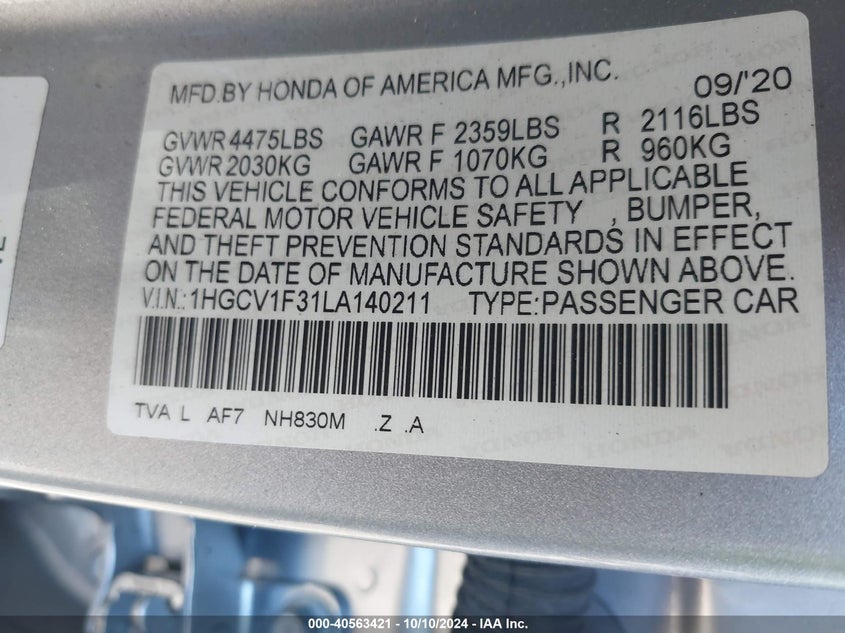 MFD.BY HONDA OF AMERICA MFG.,INC. 09/'20
GVWR 4475LBS GAWR F 2359LBS R 2116LBS
GVWR 2030KG GAWR F 1070KG R 960KG
THIS VEHICLE CONFORMS TO ALL APPLICABLE
FEDERAL MOTOR VEHICLE SAFETY , BUMPER,
AND THEFT PREVENTION STANDARDS IN EFFECT
ON THE DATE OF MANUFACTURE SHOWN ABOVE.
V.I.N.:1HGCV1F31LA140211 TYPE:PASSENGER CAR
TVA L AF7 NH830M .Z .A
000-40563421 - 10/10/2024 - IAA Inc.